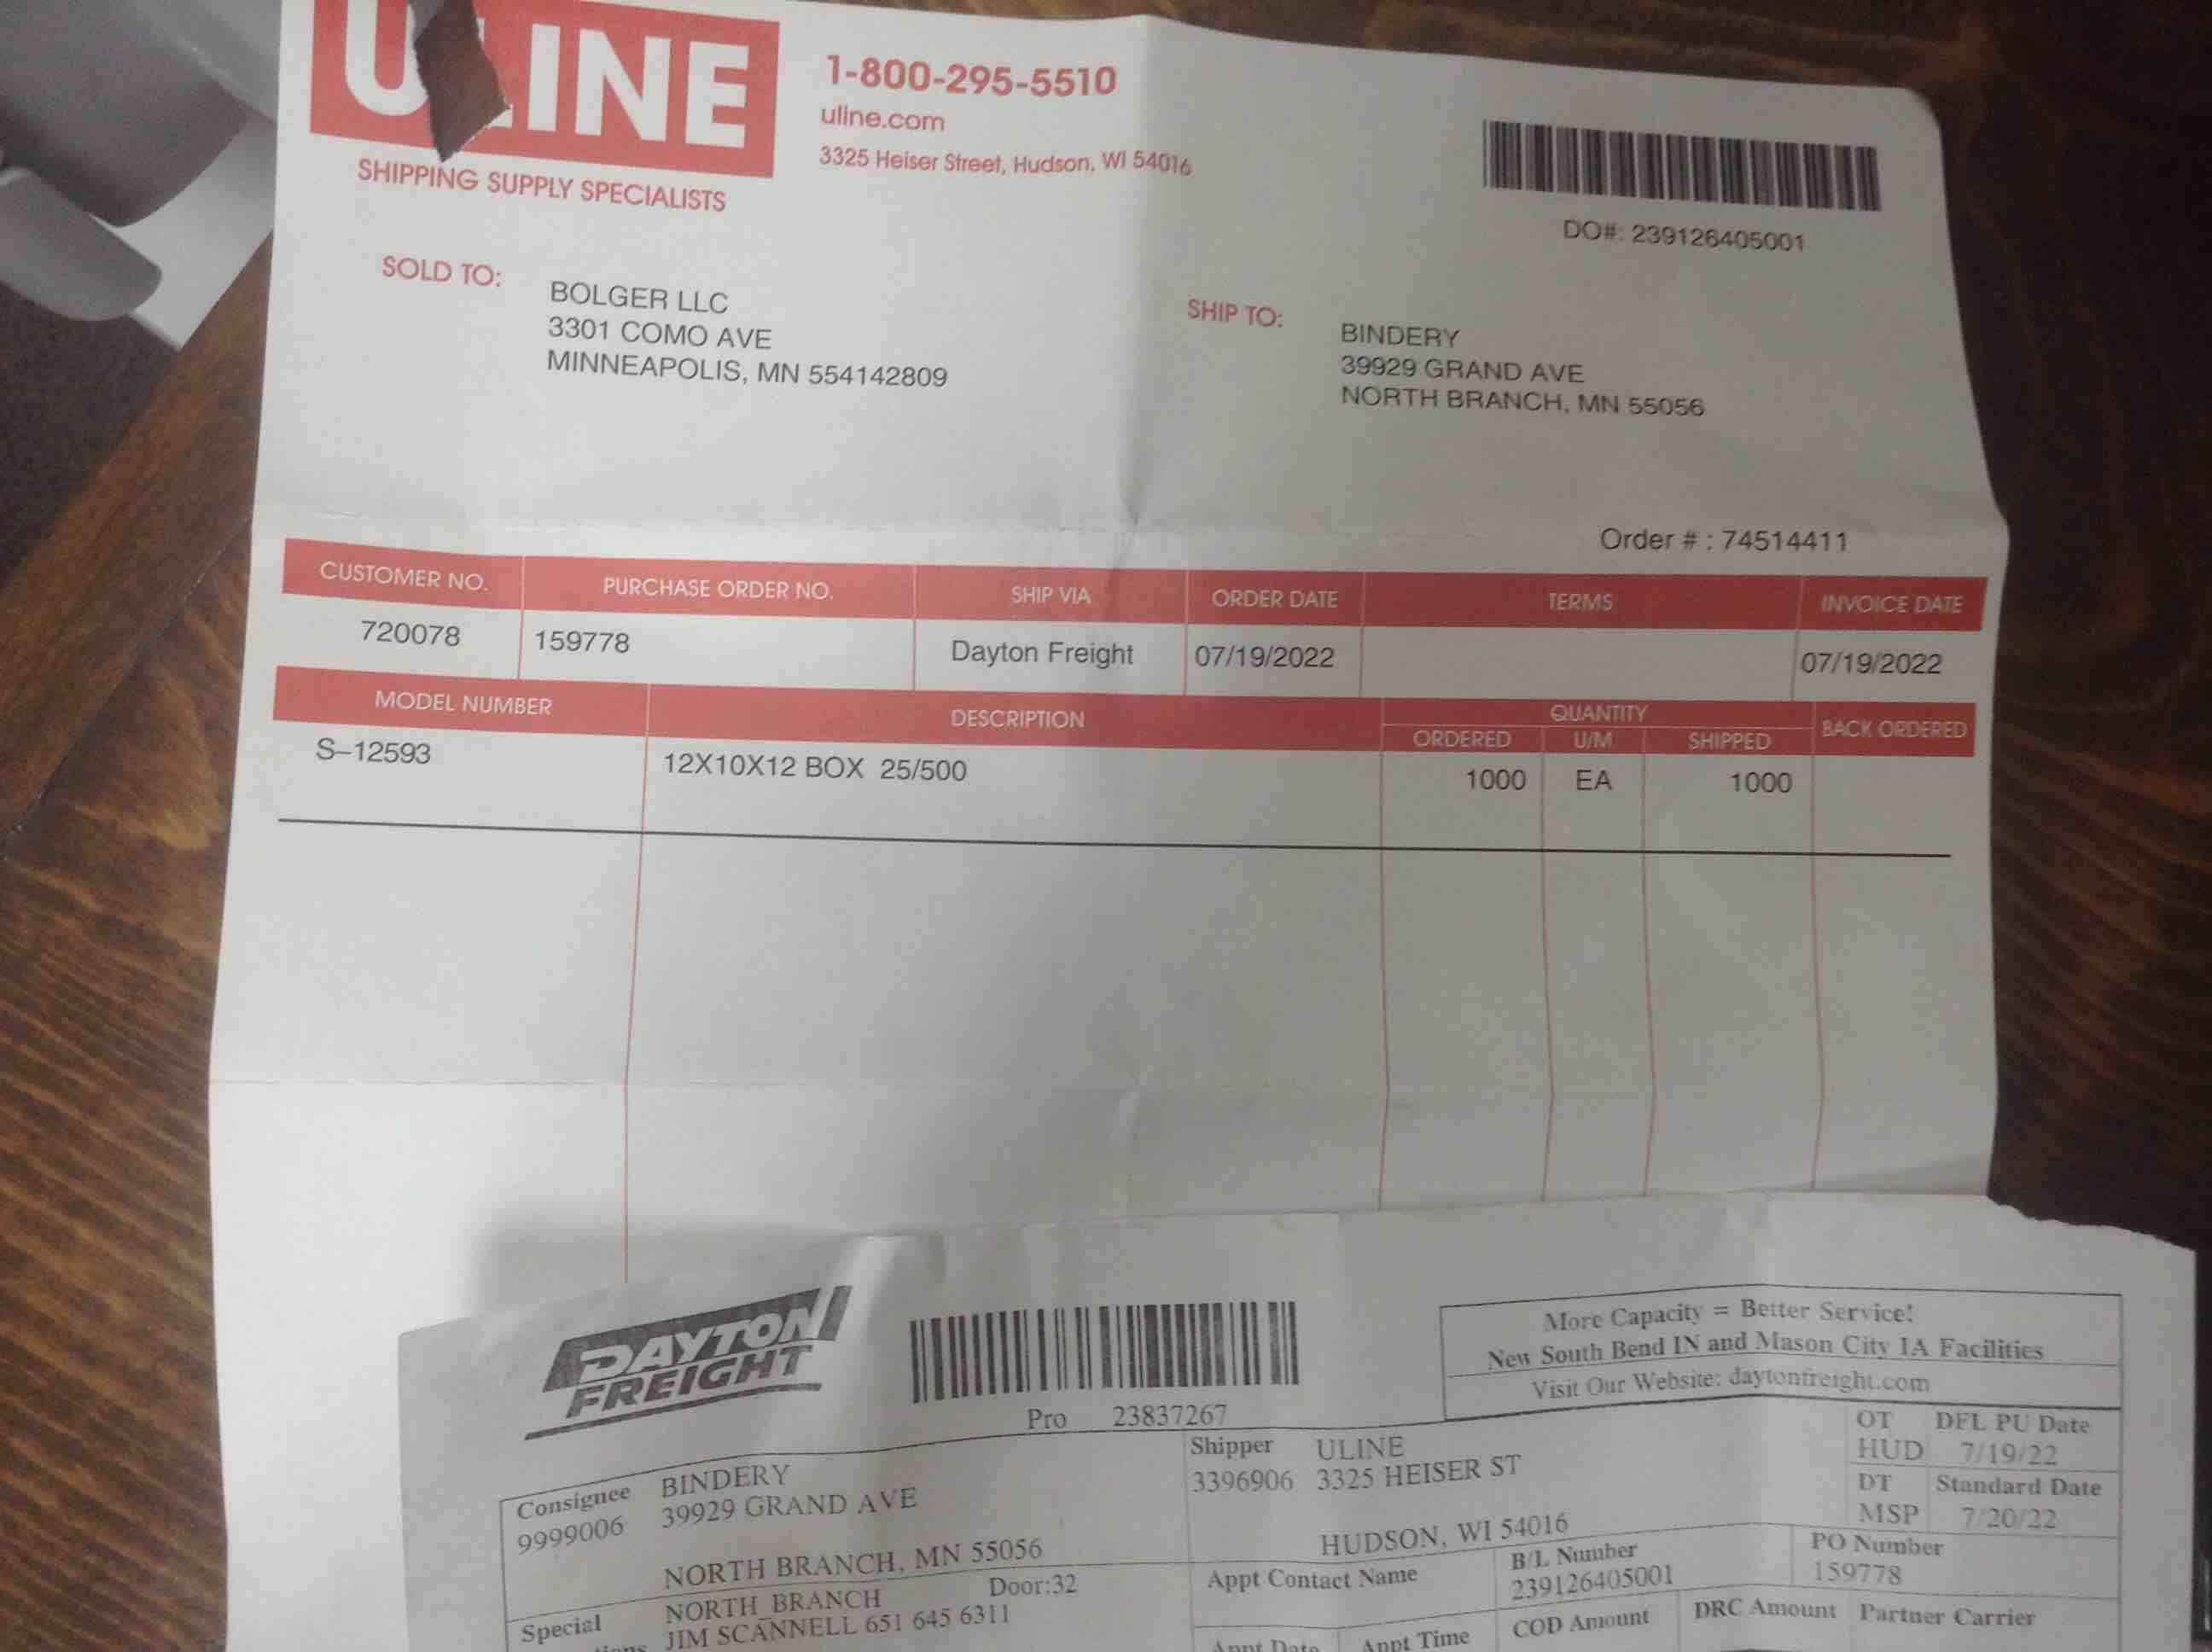 ULINE
SHIPPING SUPPLY SPECIALISTS
1-800-295-5510
uline.com
3325 Heiser Street, Hudson, WI 54016
DO#: 239126405001
SOLD TO:
BOLGER LLC
3301 COMO AVE
MINNEAPOLIS, MN 554142809
SHIP TO:
BINDERY
39929 GRAND AVE
NORTH BRANCH, MN 55056
Order # : 74514411
CUSTOMER NO. PURCHASE ORDER NO. SHIP VIA ORDER DATE TERMS INVOICE DATE
720078 159778 Dayton Freight 07/19/2022 07/19/2022
MODEL NUMBER DESCRIPTION QUANTITY BACK ORDERED
ORDERED U/M SHIPPED
S-12593 12X10X12 BOX 25/500 1000 EA 1000
DAYTON
FREIGHT
Pro 23837267
More Capacity = Better Service!
New South Bend IN and Mason City IA Facilities
Visit Our Website: daytonfreight.com
Consignee BINDERY
9999006 39929 GRAND AVE
NORTH BRANCH, MN 55056
Shipper ULINE
3396906 3325 HEISER ST
HUDSON, WI 54016
OT DFL PU Date
HUD 7/19/22
DT Standard Date
MSP 7/20/22
Special NORTH BRANCH Door:32
JIM SCANNELL 651 645 6311
Appt Contact Name
B/L Number
239126405001
PO Number
159778
Appt Date Appt Time COD Amount DRC Amount Partner Carrier